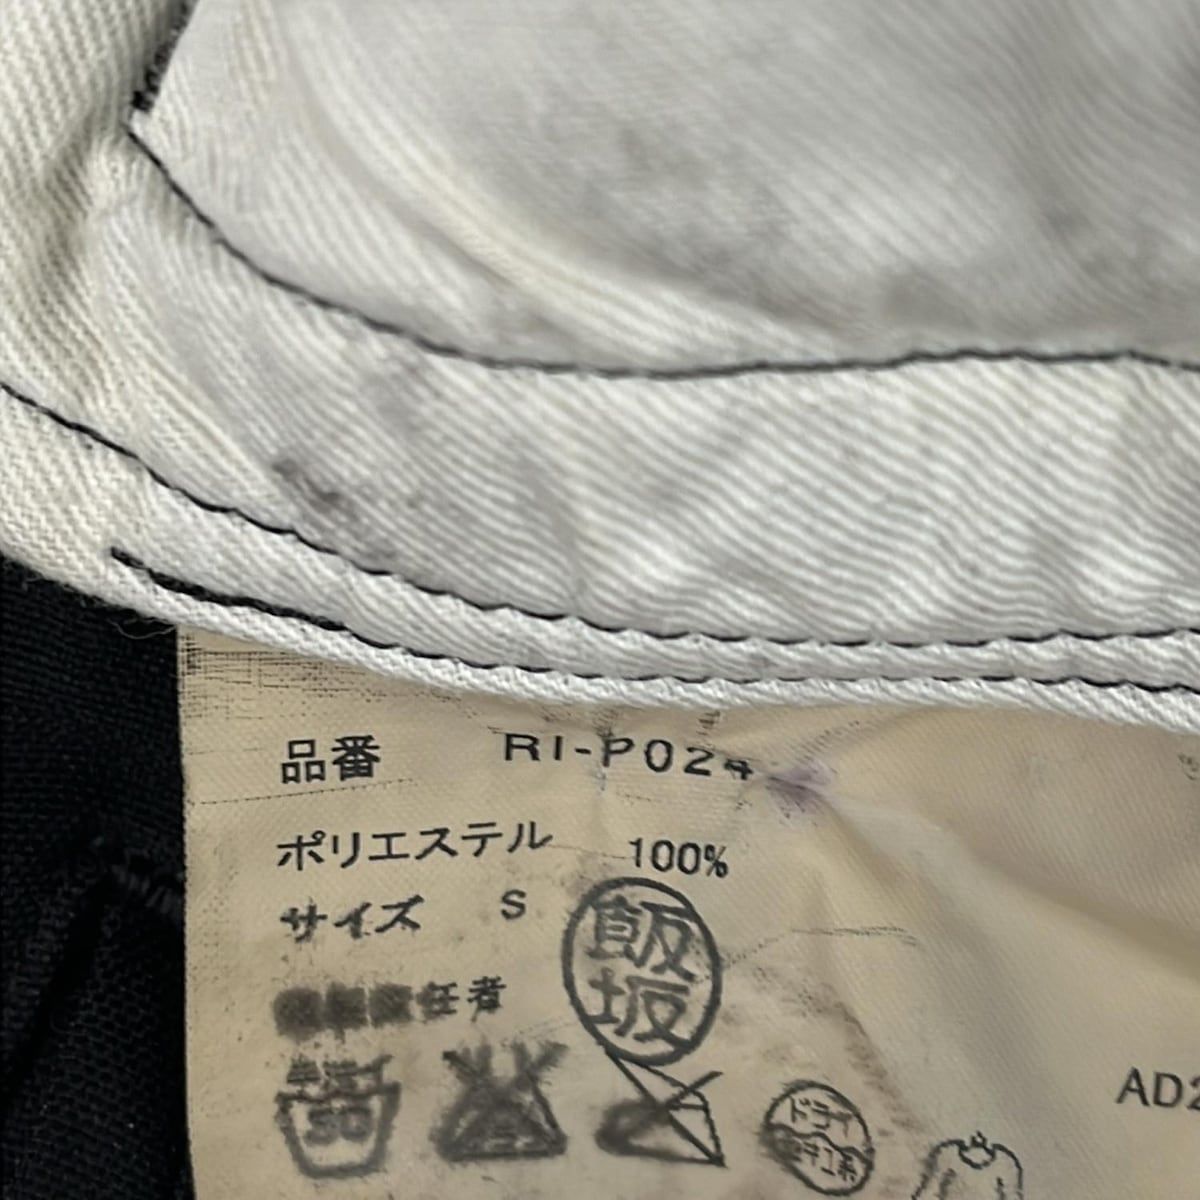 品番 RI-P024
ポリエステル 100%
サイズ S
任者
飯坂
ドライ
AD2